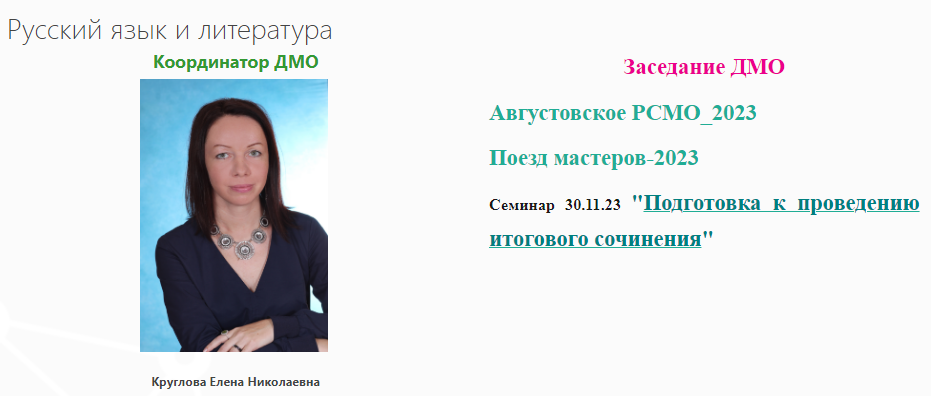 Русский язык и литература
Координатор ДМО
Круглова Елена Николаевна
Заседание ДМО
Августовское РСМО_2023
Поезд мастеров-2023
Семинар 30.11.23 "Подготовка к проведению
итогового сочинения"